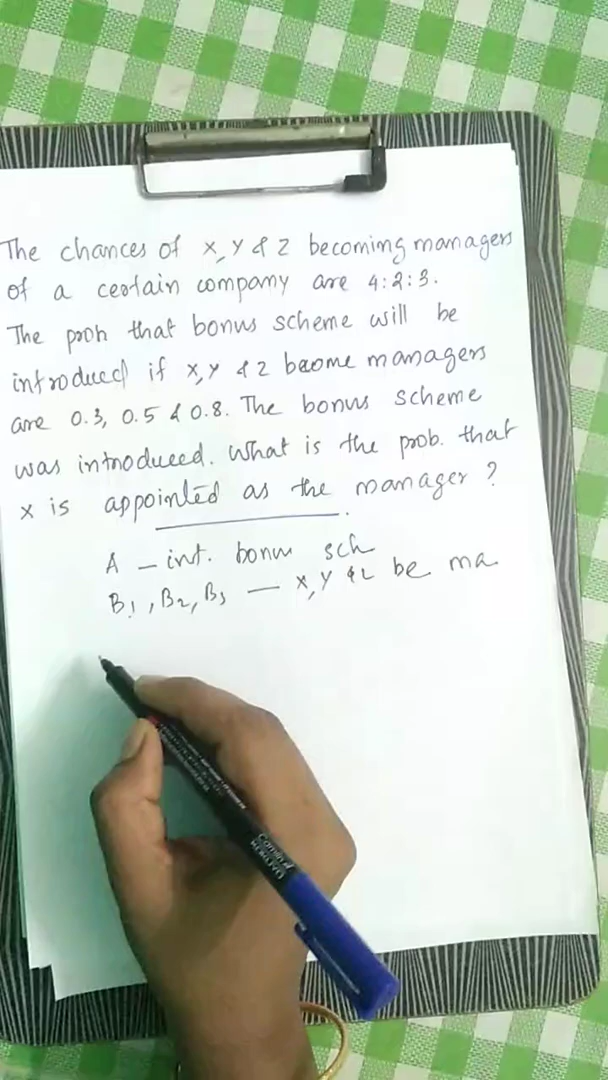 The chances of X, Y & Z becoming managers
of a certain company are 4:2:3.
The prob that bonus scheme will be
introduced if X, Y & Z become managers
are 0.3, 0.5 & 0.8. The bonus scheme
was introduced. What is the prob. that
X is appointed as the manager ?
A – int. bonus sch
B1, B2, B3 — X, Y & Z be ma